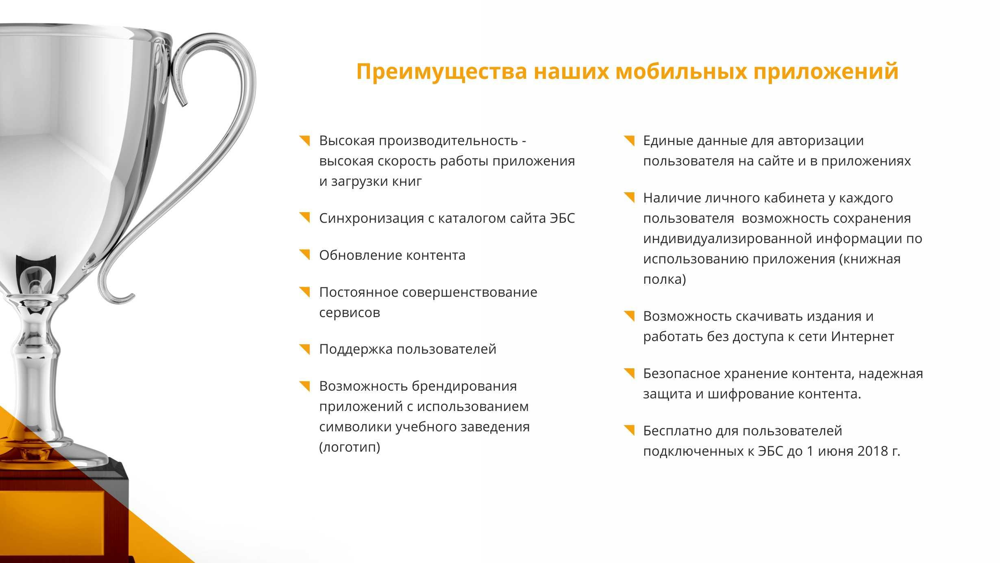 Преимущества наших мобильных приложений
Высокая производительность -
высокая скорость работы приложения
и загрузки книг
Синхронизация с каталогом сайта ЭБС
Обновление контента
Постоянное совершенствование
сервисов
Поддержка пользователей
Возможность брендирования
приложений с использованием
символики учебного заведения
(логотип)
Единые данные для авторизации
пользователя на сайте и в приложениях
Наличие личного кабинета у каждого
пользователя  возможность сохранения
индивидуализированной информации по
использованию приложения (книжная
полка)
Возможность скачивать издания и
работать без доступа к сети Интернет
Безопасное хранение контента, надежная
защита и шифрование контента.
Бесплатно для пользователей
подключенных к ЭБС до 1 июня 2018 г.